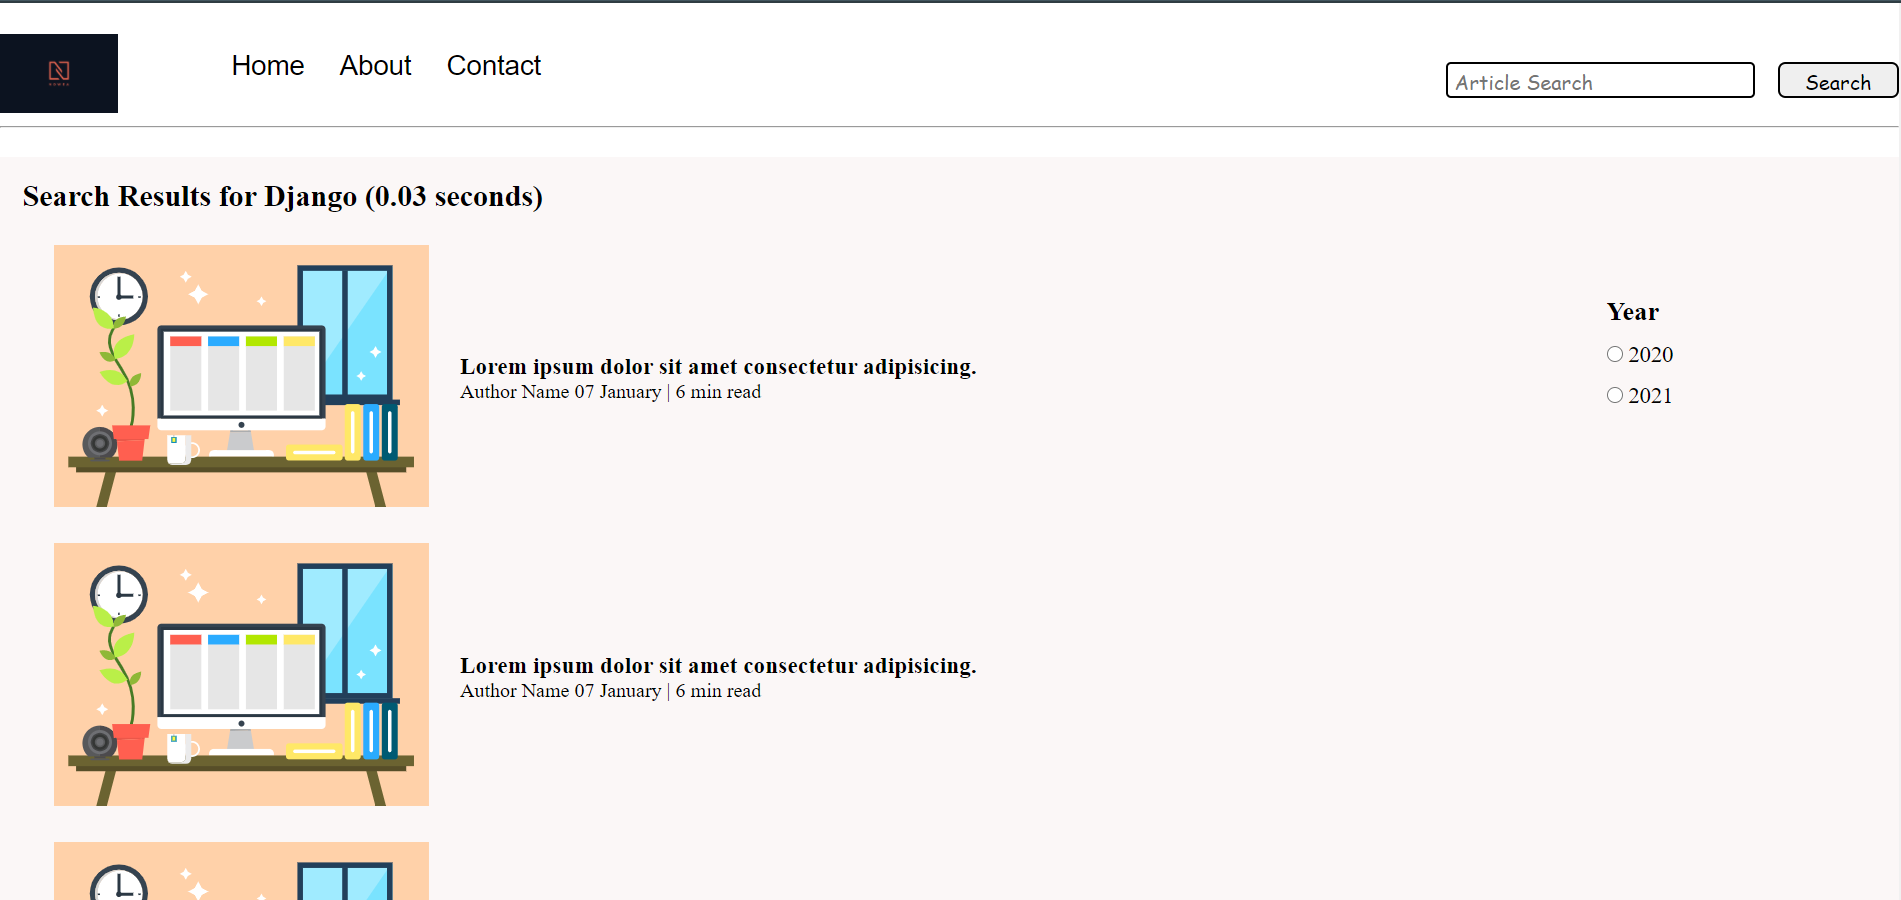 Home About Contact
Article Search Search
Search Results for Django (0.03 seconds)
Lorem ipsum dolor sit amet consectetur adipisicing.
Author Name 07 January | 6 min read
Year
2020
2021
Lorem ipsum dolor sit amet consectetur adipisicing.
Author Name 07 January | 6 min read